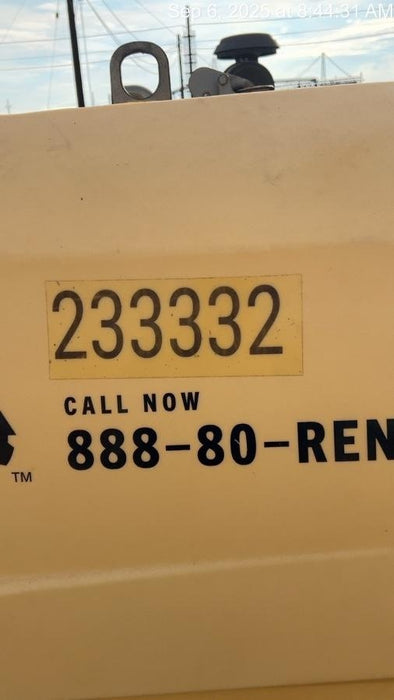 Sep 6, 2025 at 8:44:31 AM
233332
CALL NOW
888-80-REN
TM